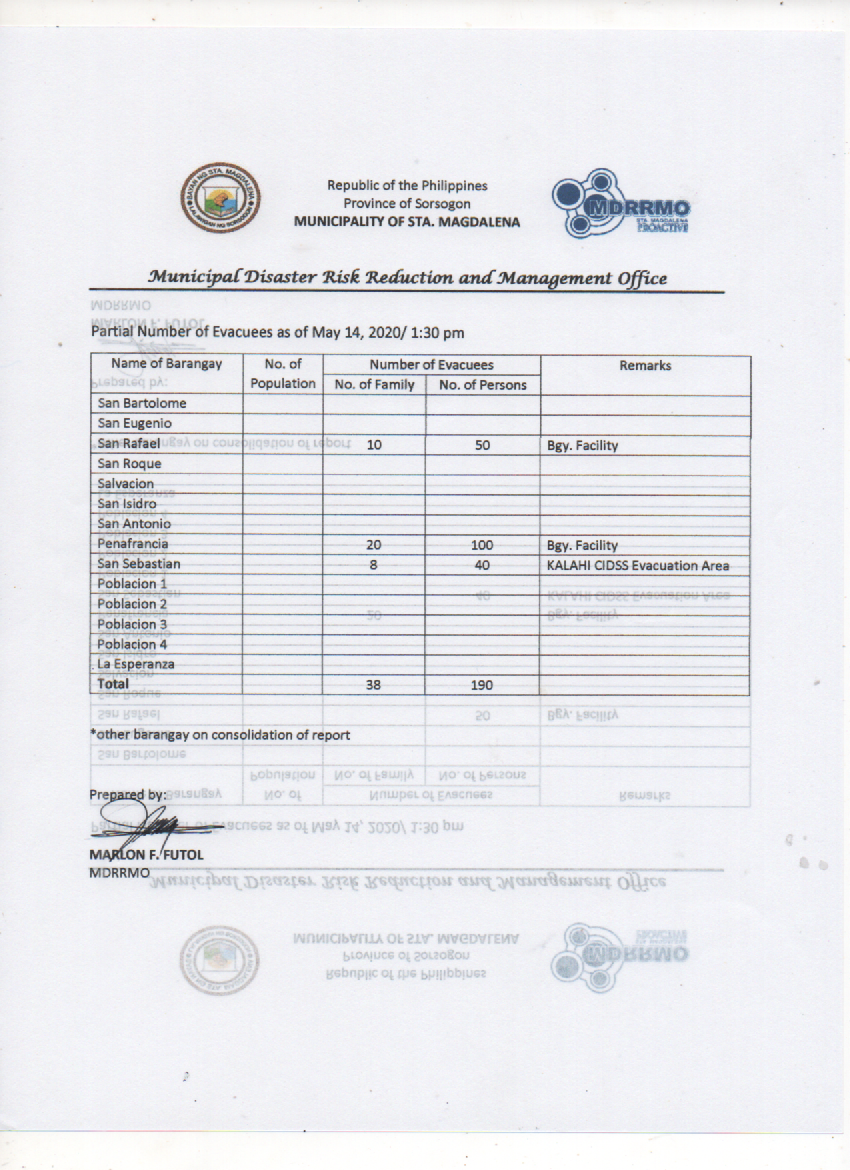 BAYAN NG STA. MAGDALENA
Republic of the Philippines
Province of Sorsogon
MUNICIPALITY OF STA. MAGDALENA
MDRRMO
STA. MAGDALENA
PROACTIVE
Municipal Disaster Risk Reduction and Management Office
Partial Number of Evacuees as of May 14, 2020/ 1:30 pm
Name of Barangay No. of Population Number of Evacuees Remarks
No. of Family No. of Persons
San Bartolome
San Eugenio
San Rafael 10 50 Bgy. Facility
San Roque
Salvacion
San Isidro
San Antonio
Penafrancia 20 100 Bgy. Facility
San Sebastian 8 40 KALAHI CIDSS Evacuation Area
Poblacion 1
Poblacion 2
Poblacion 3
Poblacion 4
La Esperanza
Total 38 190
*other barangay on consolidation of report
Prepared by:
MARLON F. FUTOL
MDRRMO